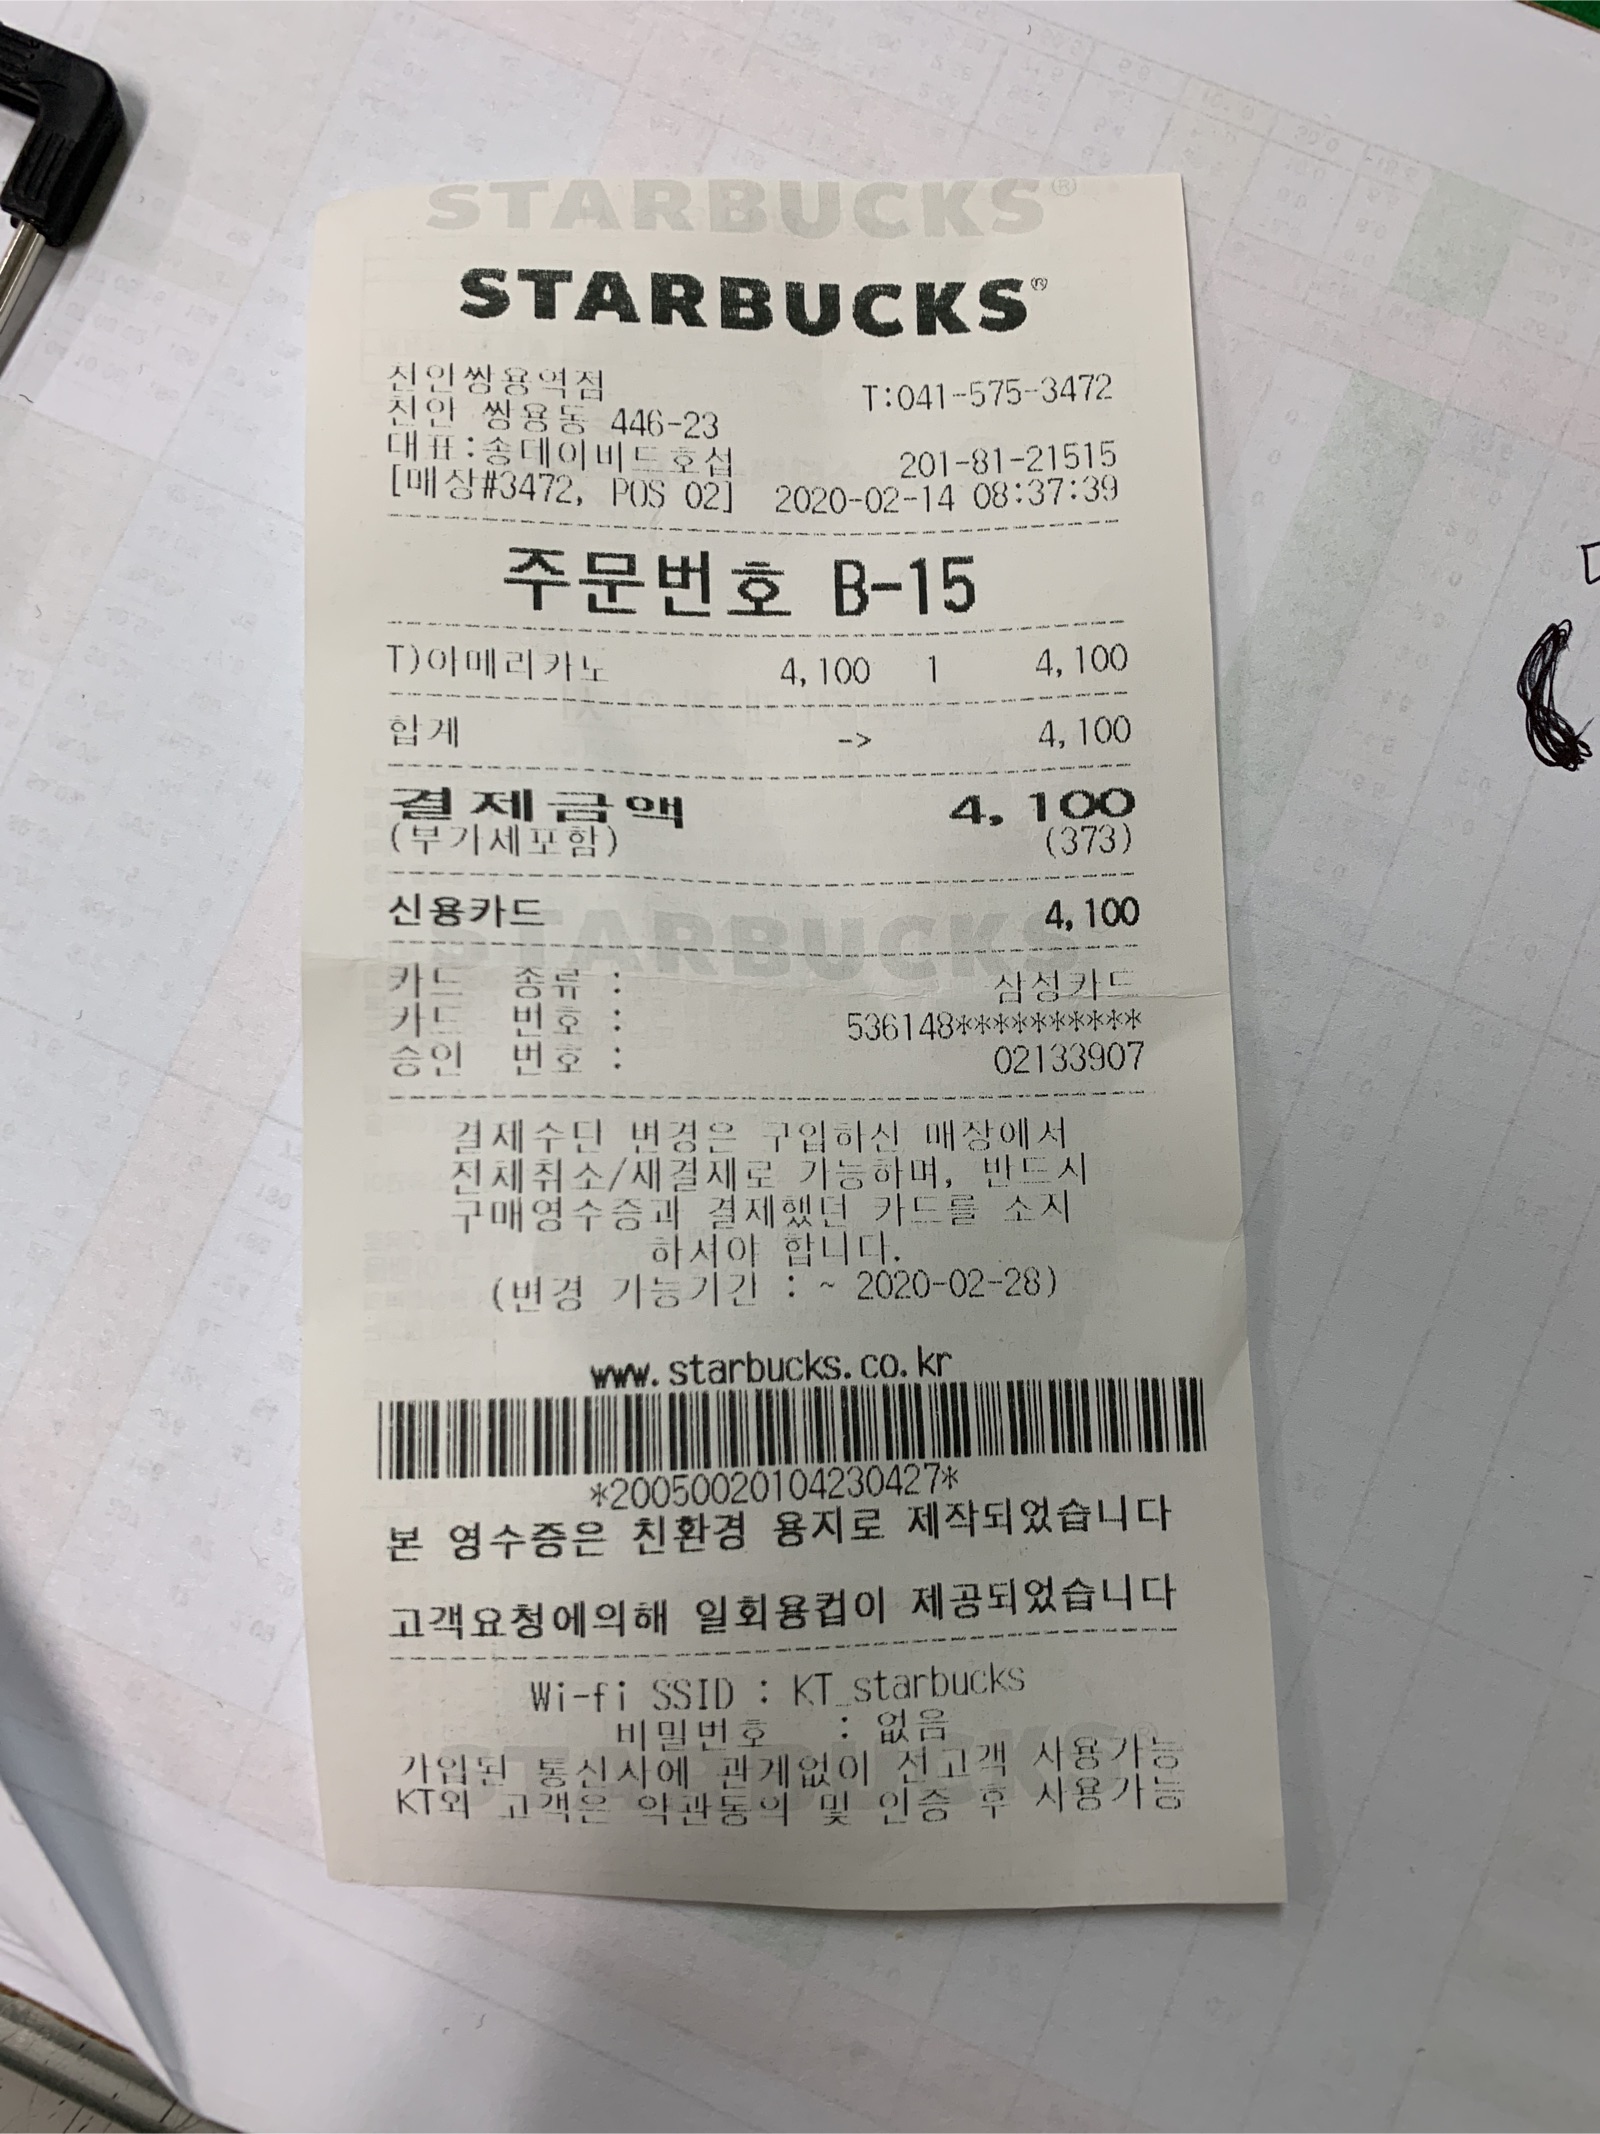 STARBUCKS®
STARBUCKS®
천안쌍용역점 T:041-575-3472
천안 쌍용동 446-23
대표:송데이비드호섭 201-81-21515
[매장#3472, POS 02] 2020-02-14 08:37:39
주문번호 B-15
T)아메리카노 4,100 1 4,100
합계 -> 4,100
결제금액 4,100
(부가세포함) (373)
신용카드 4,100
STARBUCKS
카드 종류 : 삼성카드
카드 번호 : 536148**********
승인 번호 : 02133907
결제수단 변경은 구입하신 매장에서
전체취소/재결제로 가능하며, 반드시
구매영수증과 결제했던 카드를 소지
하셔야 합니다.
(변경 가능기간 : ~ 2020-02-28)
www.starbucks.co.kr
*20050020104230427*
본 영수증은 친환경 용지로 제작되었습니다
고객요청에의해 일회용컵이 제공되었습니다
Wi-fi SSID : KT_starbucks
비밀번호 : 없음
가입된 통신사에 관계없이 전고객 사용가능
KT외 고객은 약관동의 및 인증 후 사용가능